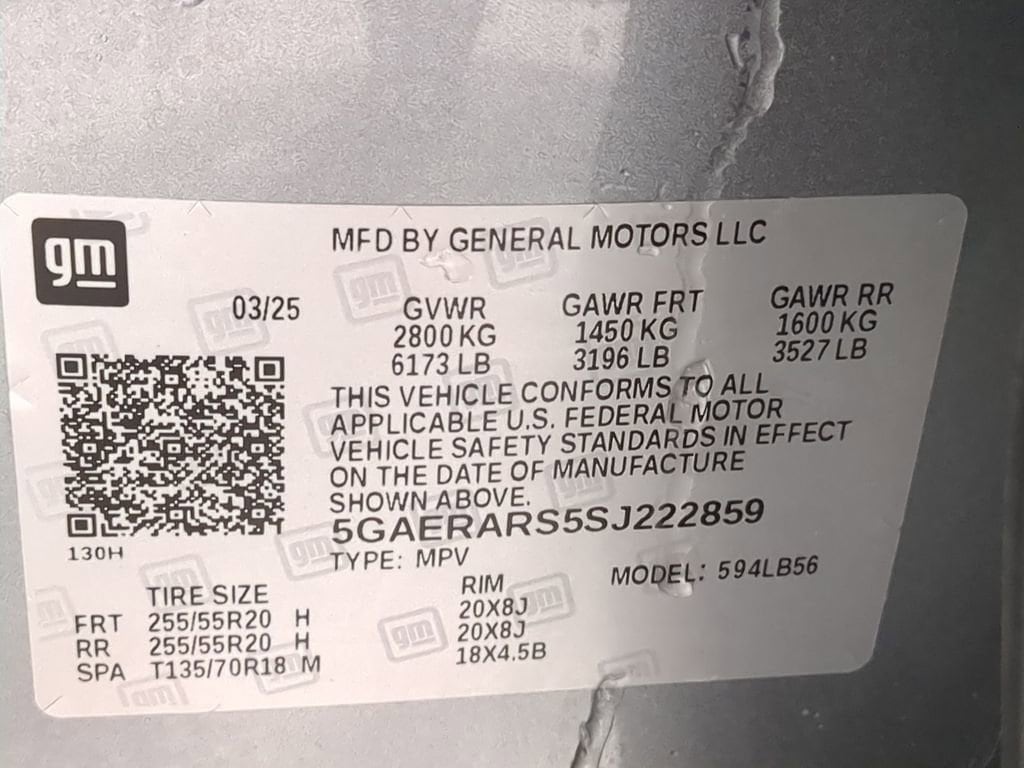 gm
MFD BY GENERAL MOTORS LLC
03/25
GVWR GAWR FRT GAWR RR
2800 KG 1450 KG 1600 KG
6173 LB 3196 LB 3527 LB
THIS VEHICLE CONFORMS TO ALL
APPLICABLE U.S. FEDERAL MOTOR
VEHICLE SAFETY STANDARDS IN EFFECT
ON THE DATE OF MANUFACTURE
SHOWN ABOVE.
5GAERARS5SJ222859
130H
TYPE: MPV MODEL: 594LB56
TIRE SIZE RIM
FRT 255/55R20 H 20X8J
RR 255/55R20 H 20X8J
SPA T135/70R18 M 18X4.5B